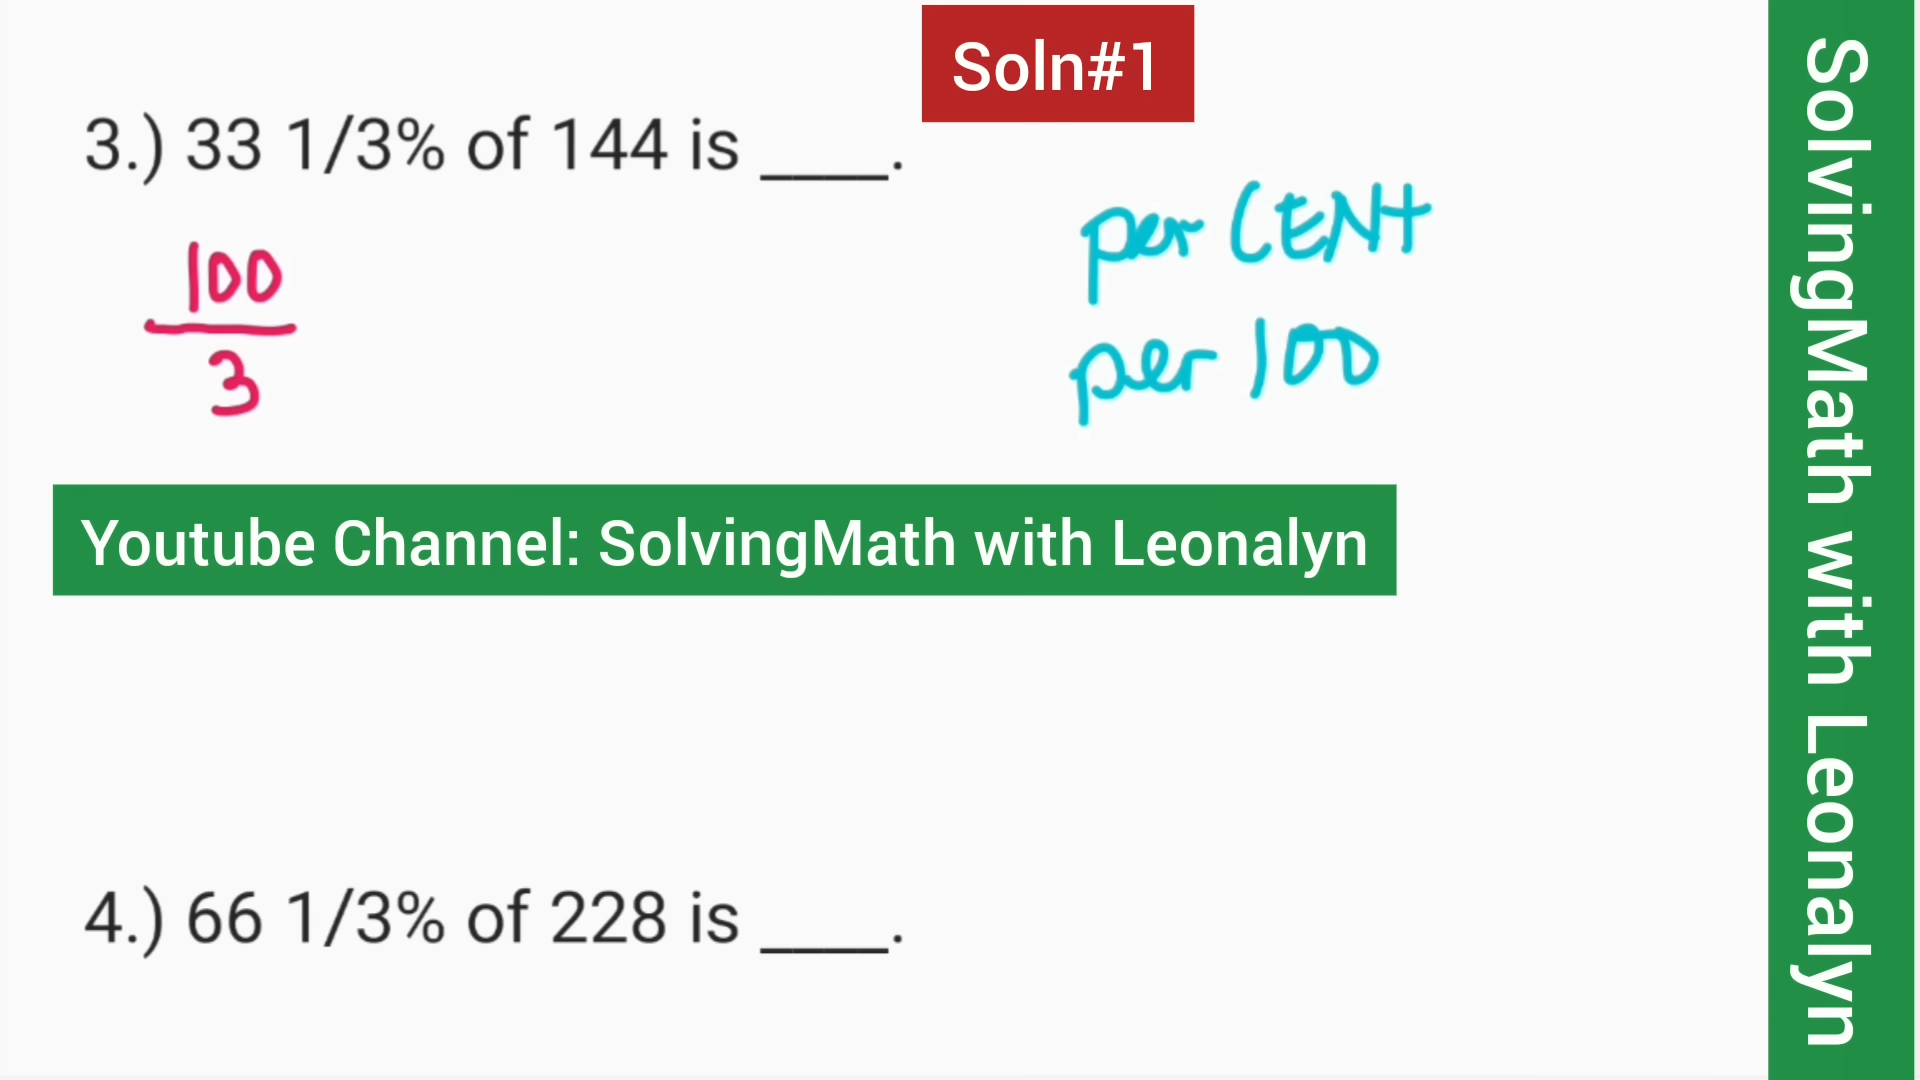 Soln#1
3.) 33 1/3% of 144 is ____.
100
3
per CENT
per 100
Youtube Channel: SolvingMath with Leonalyn
4.) 66 1/3% of 228 is ____.
SolvingMath with Leonalyn